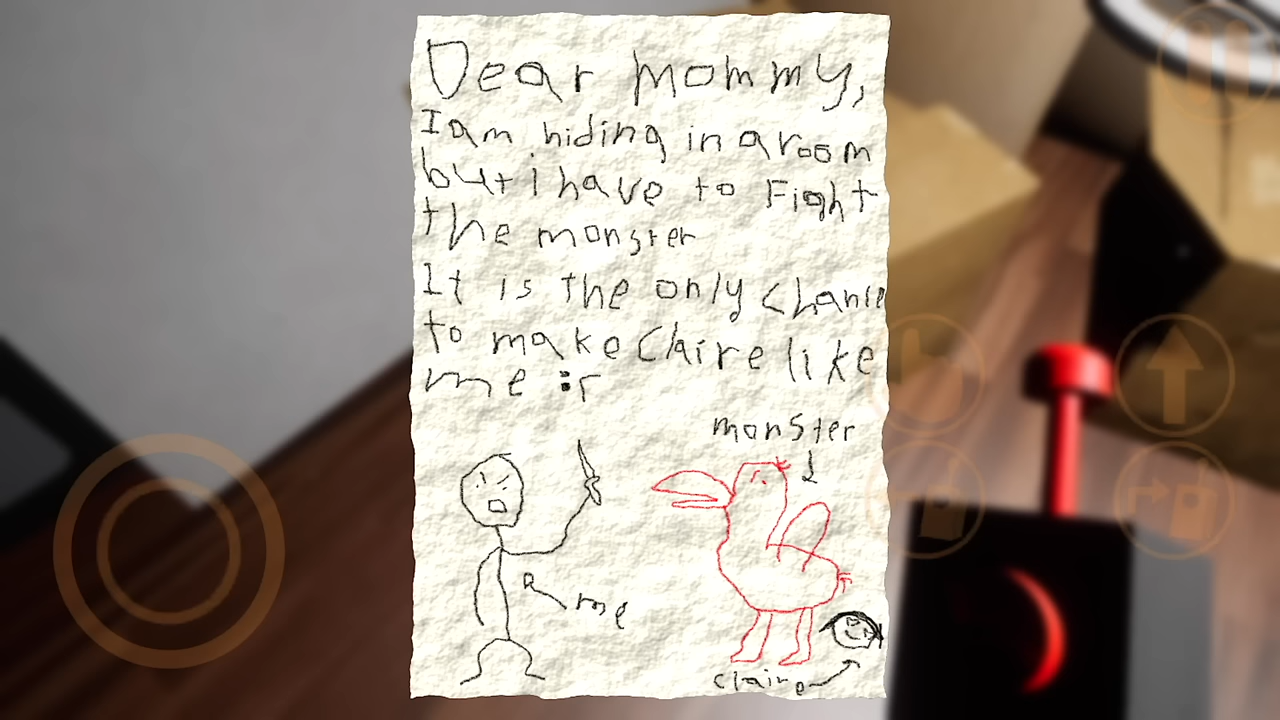 Dear mommy,
I am hiding in a room
but i have to Fight
the monster
It is the only chance
to make Claire like
me :r
monster
me
Claire